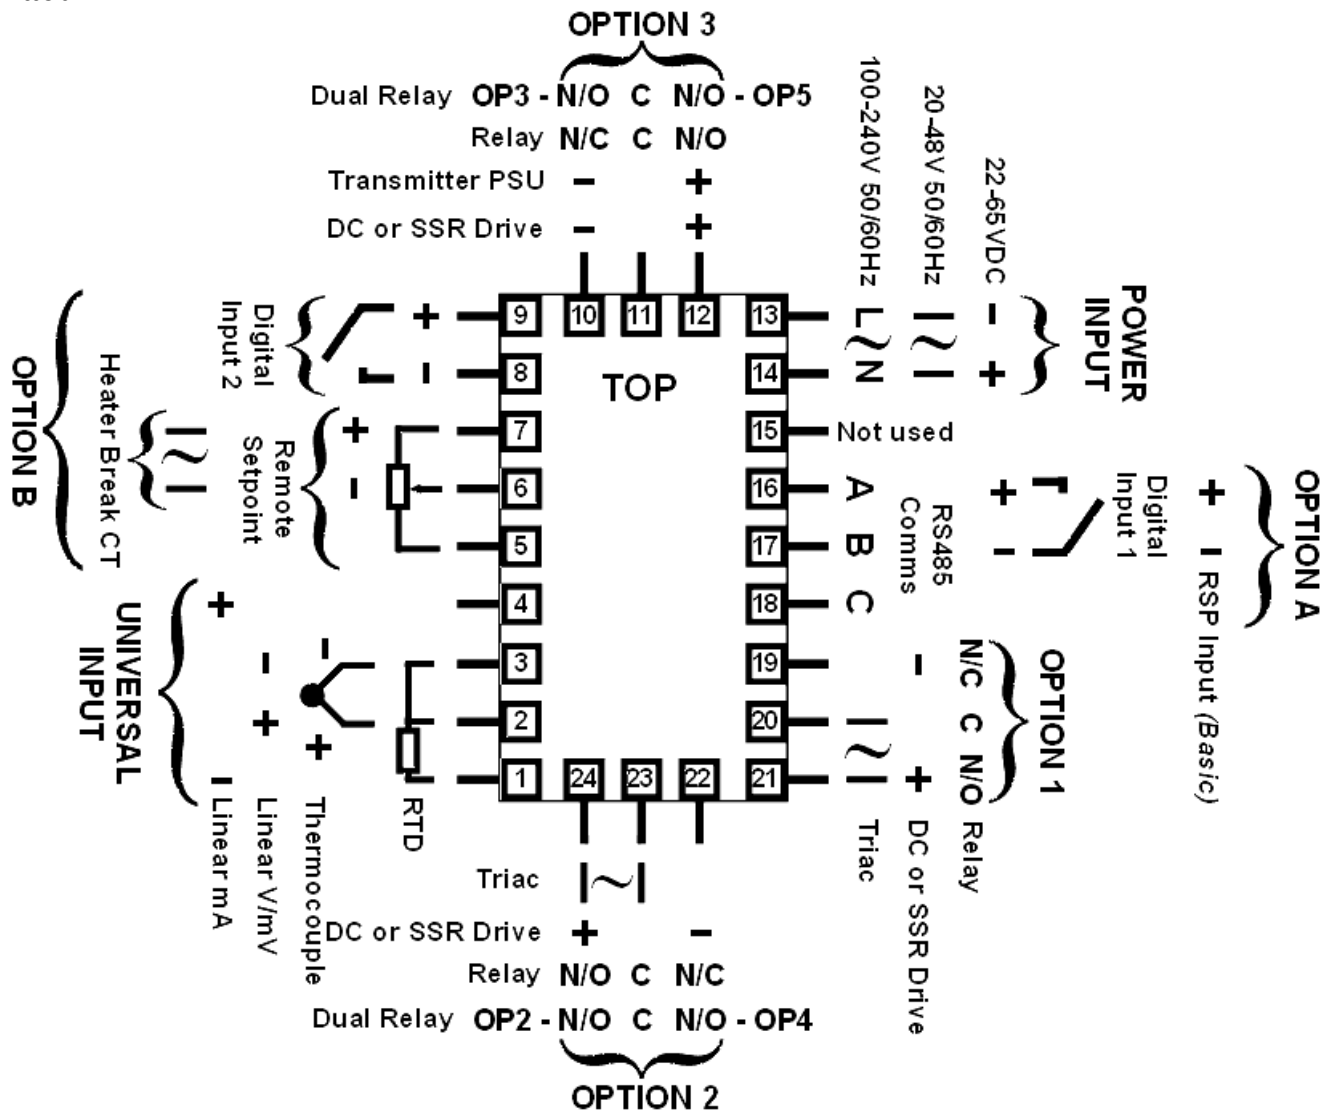 OPTION 3
Dual Relay OP3 - N/O C N/O - OP5
Relay N/C C N/O
Transmitter PSU − +
DC or SSR Drive − +
100-240V 50/60Hz
20-48V 50/60Hz
22-65VDC
POWER
INPUT
L ~ N
~
− +
OPTION B
Heater Break CT
~
Digital
Input 2
+ −
Remote
Setpoint
+ −
9 10 11 12 13
8 TOP 14
7 15 Not used
6 16 A
5 17 B
4 18 C
3 19
2 20
1 24 23 22 21
RS485
Comms
+ −
Digital
Input 1
+ − RSP Input (Basic)
OPTION A
UNIVERSAL
INPUT
+ − Linear mA
− + Linear V/mV
− + Thermocouple
RTD
OPTION 1
N/C C N/O Relay
− + DC or SSR Drive
~ Triac
Triac ~
DC or SSR Drive + −
Relay N/O C N/C
Dual Relay OP2 - N/O C N/O - OP4
OPTION 2